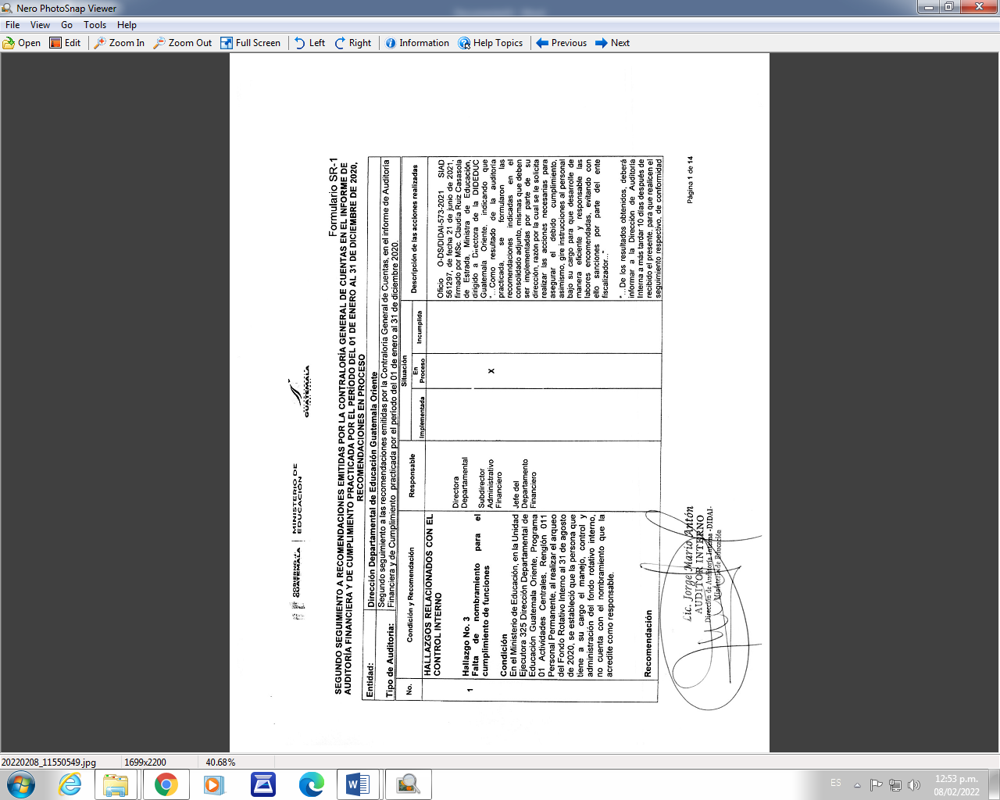 Nero PhotoSnap Viewer
File View Go Tools Help
Open Edit Zoom In Zoom Out Full Screen Left Right Information Help Topics Previous Next
GOBIERNO GUATEMALA
MINISTERIO DE EDUCACIÓN
GUATEMALA
Formulario SR-1
SEGUNDO SEGUIMIENTO A RECOMENDACIONES EMITIDAS POR LA CONTRALORÍA GENERAL DE CUENTAS EN EL INFORME DE
AUDITORÍA FINANCIERA Y DE CUMPLIMIENTO PRACTICADA POR EL PERÍODO DEL 01 DE ENERO AL 31 DE DICIEMBRE DE 2020,
RECOMENDACIONES EN PROCESO
Entidad: Dirección Departamental de Educación Guatemala Oriente
Tipo de Auditoría: Segundo seguimiento a las recomendaciones emitidas por la Contraloría General de Cuentas, en el informe de Auditoría
Financiera y de Cumplimiento practicada por el período del 01 de enero al 31 de diciembre 2020.
No.
Condición y Recomendación
Responsable
Situación
Implementada
En Proceso
Incumplida
Descripción de las acciones realizadas
HALLAZGOS RELACIONADOS CON EL
CONTROL INTERNO
1
Hallazgo No. 3
Falta de nombramiento para el
cumplimiento de funciones
Condición
En el Ministerio de Educación, en la Unidad
Ejecutora 325 Dirección Departamental de
Educación Guatemala Oriente, Programa
01 Actividades Centrales, Renglón 011
Personal Permanente, al realizar el arqueo
del Fondo Rotativo Interno al 31 de agosto
de 2020, se estableció que la persona que
tiene a su cargo el manejo, control y
administración del fondo rotativo interno,
no cuenta con el nombramiento que la
acredite como responsable.
Recomendación
Directora
Departamental
Subdirector
Administrativo
Financiero
Jefe del
Departamento
Financiero
X
Oficio O-DS/DIDAI-573-2021 SIAD
561297, de fecha 21 de junio de 2021,
firmado por MSc. Claudia Ruiz Casasola
de Estrada, Ministra de Educación,
dirigido a Directora de la DIDEDUC
Guatemala Oriente, indicando que
"...Como resultado de la auditoría
practicada, se formularon las
recomendaciones indicadas en el
consolidado adjunto, mismas que deben
ser implementadas por parte de su
dirección, razón por la cual se le solicita
realizar las acciones necesarias para
asegurar el debido cumplimiento,
asimismo, gire instrucciones al personal
bajo su cargo para que desarrolle de
manera eficiente y responsable las
labores encomendadas, evitando con
ello sanciones por parte del ente
fiscalizador..."
"...De los resultados obtenidos, deberá
informar a la Dirección de Auditoría
Interna a más tardar 10 días después de
recibido el presente, para que realicen el
seguimiento respectivo, de conformidad
Lic. Jorge Mario Antón
AUDITOR INTERNO
Dirección de Auditoría Interna -DIDAI-
Ministerio de Educación
Página 1 de 14
20220208_11550549.jpg 1699x2200 40.68%
ES
12:53 p.m.
08/02/2022